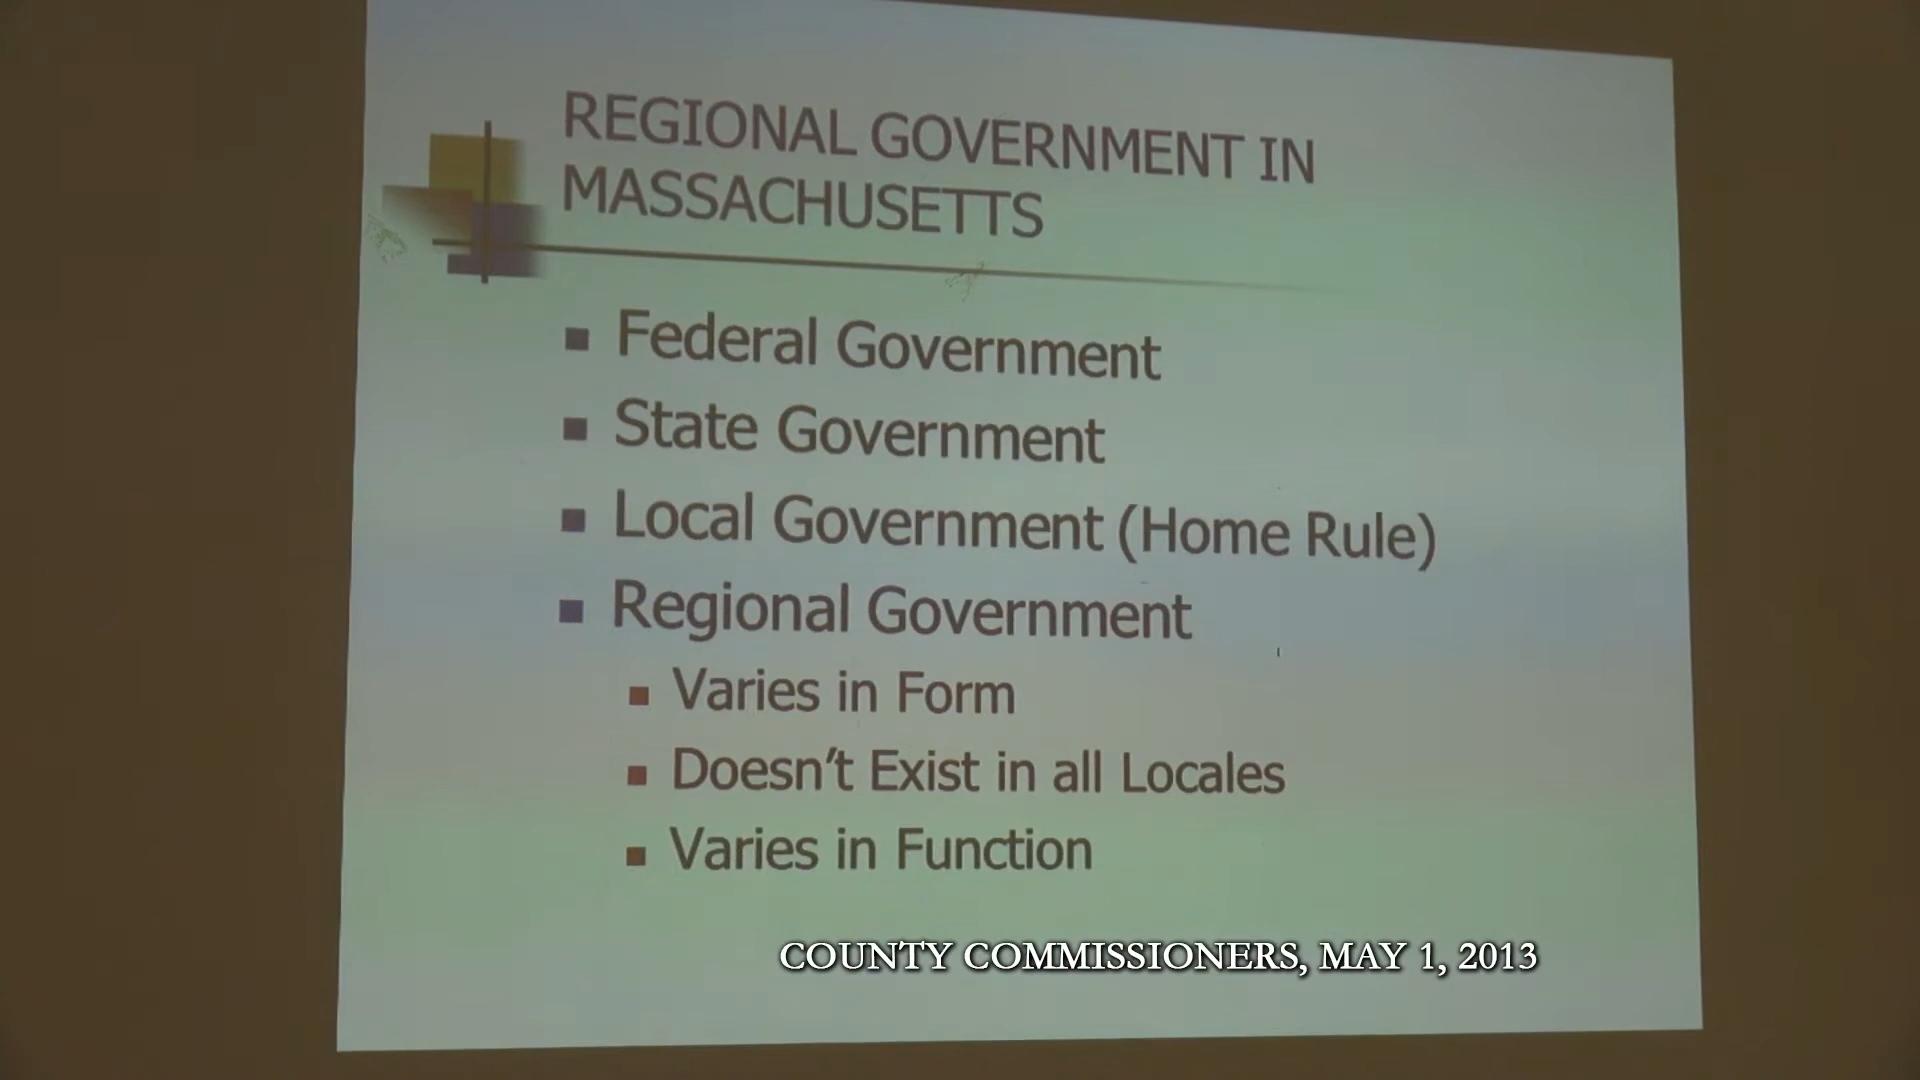 REGIONAL GOVERNMENT IN
MASSACHUSETTS
Federal Government
State Government
Local Government (Home Rule)
Regional Government
Varies in Form
Doesn't Exist in all Locales
Varies in Function
COUNTY COMMISSIONERS, MAY 1, 2013